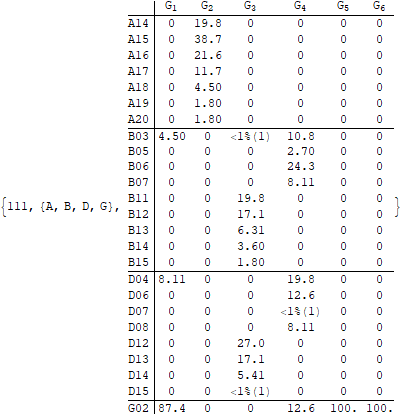 G1 G2 G3 G4 G5 G6
A14 0 19.8 0 0 0 0
A15 0 38.7 0 0 0 0
A16 0 21.6 0 0 0 0
A17 0 11.7 0 0 0 0
A18 0 4.50 0 0 0 0
A19 0 1.80 0 0 0 0
A20 0 1.80 0 0 0 0
B03 4.50 0 <1%(1) 10.8 0 0
B05 0 0 0 2.70 0 0
B06 0 0 0 24.3 0 0
B07 0 0 0 8.11 0 0
{111, {A, B, D, G}, }
B11 0 0 19.8 0 0 0
B12 0 0 17.1 0 0 0
B13 0 0 6.31 0 0 0
B14 0 0 3.60 0 0 0
B15 0 0 1.80 0 0 0
D04 8.11 0 0 19.8 0 0
D06 0 0 0 12.6 0 0
D07 0 0 0 <1%(1) 0 0
D08 0 0 0 8.11 0 0
D12 0 0 27.0 0 0 0
D13 0 0 17.1 0 0 0
D14 0 0 5.41 0 0 0
D15 0 0 <1%(1) 0 0 0
G02 87.4 0 0 12.6 100. 100.